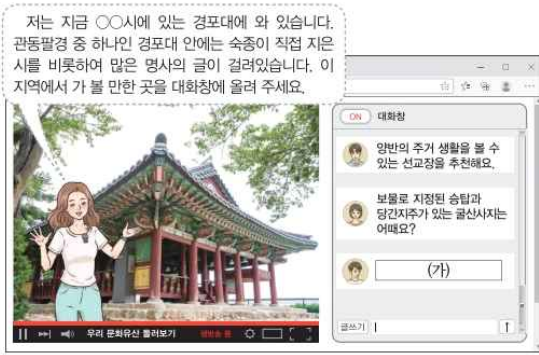 저는 지금 ○○시에 있는 경포대에 와 있습니다.
관동팔경 중 하나인 경포대 안에는 숙종이 직접 지은
시를 비롯하여 많은 명사의 글이 걸려있습니다. 이
지역에서 가 볼 만한 곳을 대화창에 올려 주세요.
ON 대화창
양반의 주거 생활을 볼 수
있는 선교장을 추천해요.
보물로 지정된 승탑과
당간지주가 있는 굴산사지는
어때요?
(가)
글쓰기
우리 문화유산 둘러보기 생방송 중